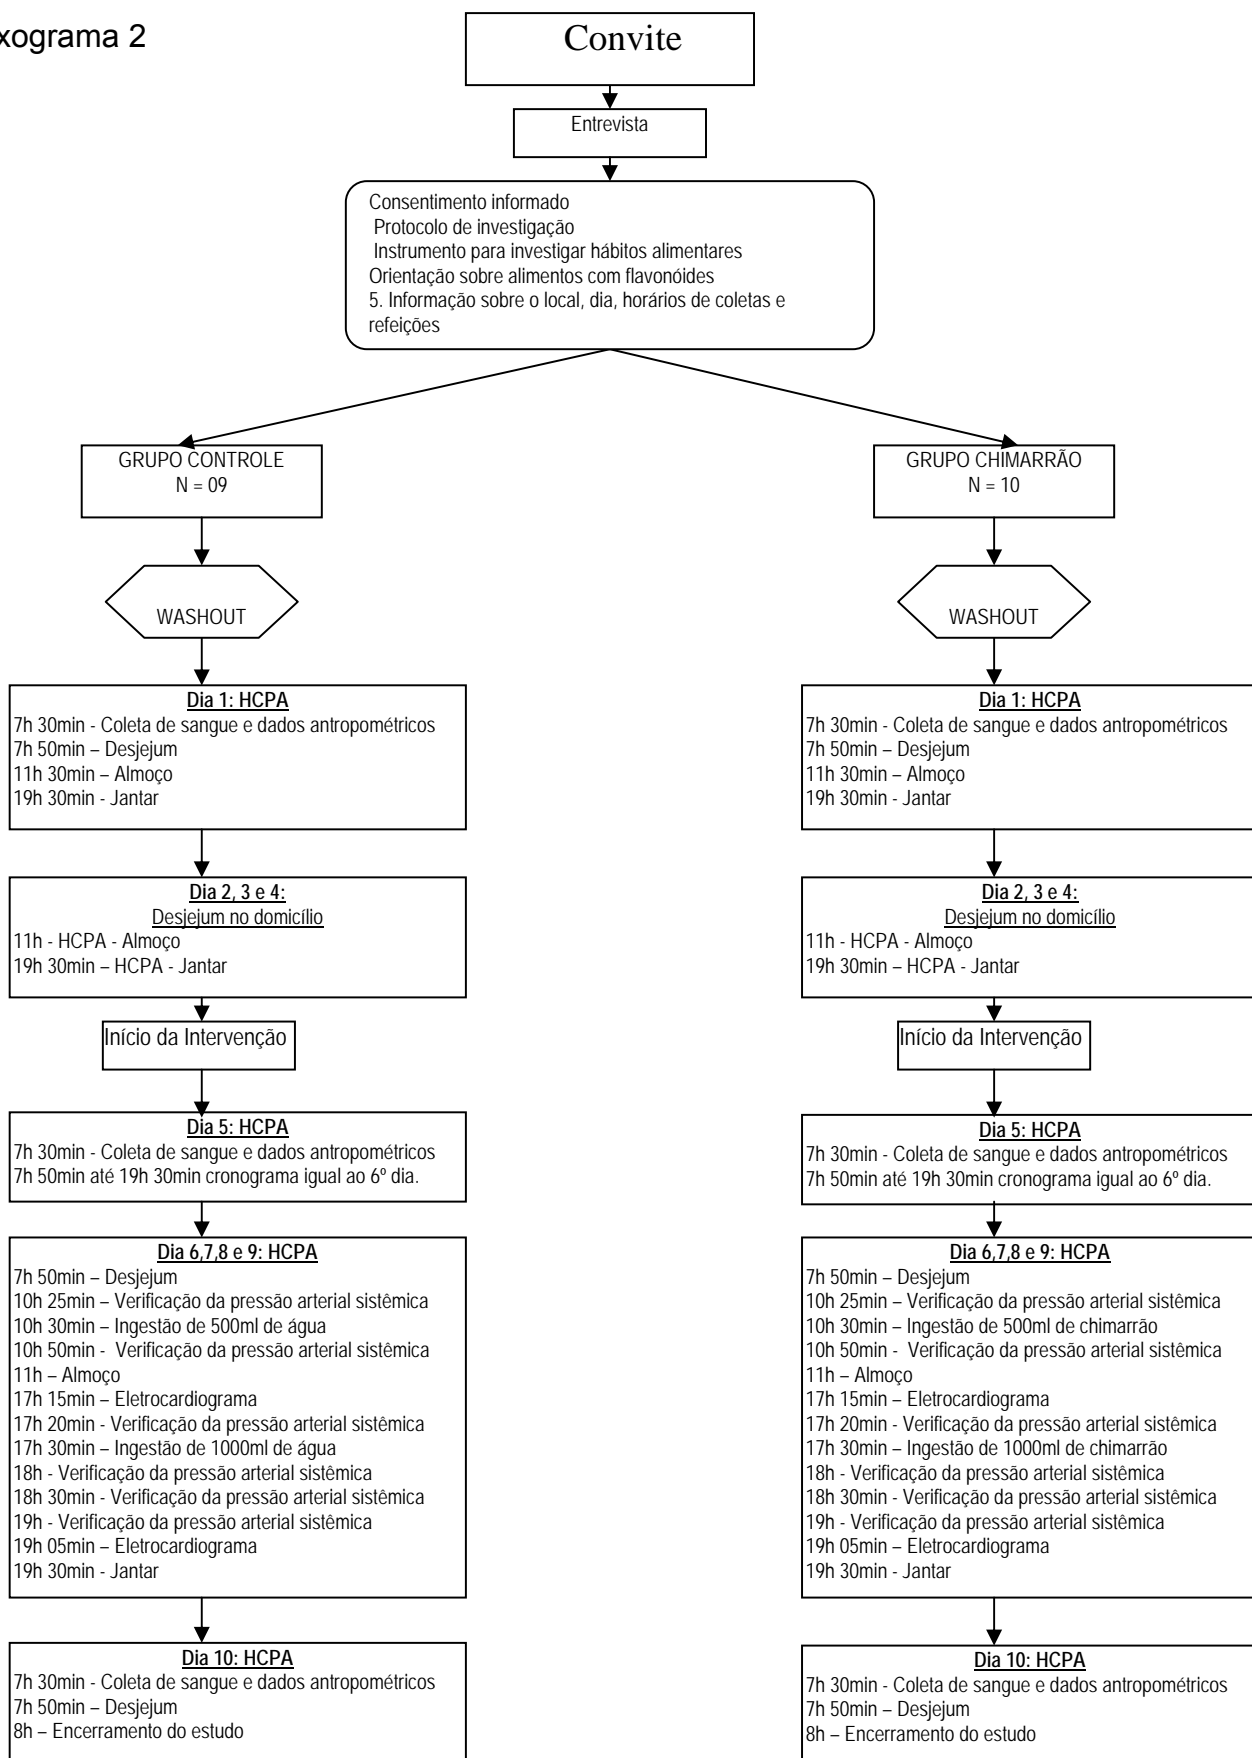 xograma 2
Convite
Entrevista
Consentimento informado
Protocolo de investigação
Instrumento para investigar hábitos alimentares
Orientação sobre alimentos com flavonóides
5. Informação sobre o local, dia, horários de coletas e
refeições
GRUPO CONTROLE
N = 09
WASHOUT
Dia 1: HCPA
7h 30min - Coleta de sangue e dados antropométricos
7h 50min – Desjejum
11h 30min – Almoço
19h 30min - Jantar
Dia 2, 3 e 4:
Desjejum no domicílio
11h - HCPA - Almoço
19h 30min – HCPA - Jantar
Início da Intervenção
Dia 5: HCPA
7h 30min - Coleta de sangue e dados antropométricos
7h 50min até 19h 30min cronograma igual ao 6º dia.
Dia 6,7,8 e 9: HCPA
7h 50min – Desjejum
10h 25min – Verificação da pressão arterial sistêmica
10h 30min – Ingestão de 500ml de água
10h 50min - Verificação da pressão arterial sistêmica
11h – Almoço
17h 15min – Eletrocardiograma
17h 20min - Verificação da pressão arterial sistêmica
17h 30min – Ingestão de 1000ml de água
18h - Verificação da pressão arterial sistêmica
18h 30min - Verificação da pressão arterial sistêmica
19h - Verificação da pressão arterial sistêmica
19h 05min – Eletrocardiograma
19h 30min - Jantar
Dia 10: HCPA
7h 30min - Coleta de sangue e dados antropométricos
7h 50min – Desjejum
8h – Encerramento do estudo
GRUPO CHIMARRÃO
N = 10
WASHOUT
Dia 1: HCPA
7h 30min - Coleta de sangue e dados antropométricos
7h 50min – Desjejum
11h 30min – Almoço
19h 30min - Jantar
Dia 2, 3 e 4:
Desjejum no domicílio
11h - HCPA - Almoço
19h 30min – HCPA - Jantar
Início da Intervenção
Dia 5: HCPA
7h 30min - Coleta de sangue e dados antropométricos
7h 50min até 19h 30min cronograma igual ao 6º dia.
Dia 6,7,8 e 9: HCPA
7h 50min – Desjejum
10h 25min – Verificação da pressão arterial sistêmica
10h 30min – Ingestão de 500ml de chimarrão
10h 50min - Verificação da pressão arterial sistêmica
11h – Almoço
17h 15min – Eletrocardiograma
17h 20min - Verificação da pressão arterial sistêmica
17h 30min – Ingestão de 1000ml de chimarrão
18h - Verificação da pressão arterial sistêmica
18h 30min - Verificação da pressão arterial sistêmica
19h - Verificação da pressão arterial sistêmica
19h 05min – Eletrocardiograma
19h 30min - Jantar
Dia 10: HCPA
7h 30min - Coleta de sangue e dados antropométricos
7h 50min – Desjejum
8h – Encerramento do estudo